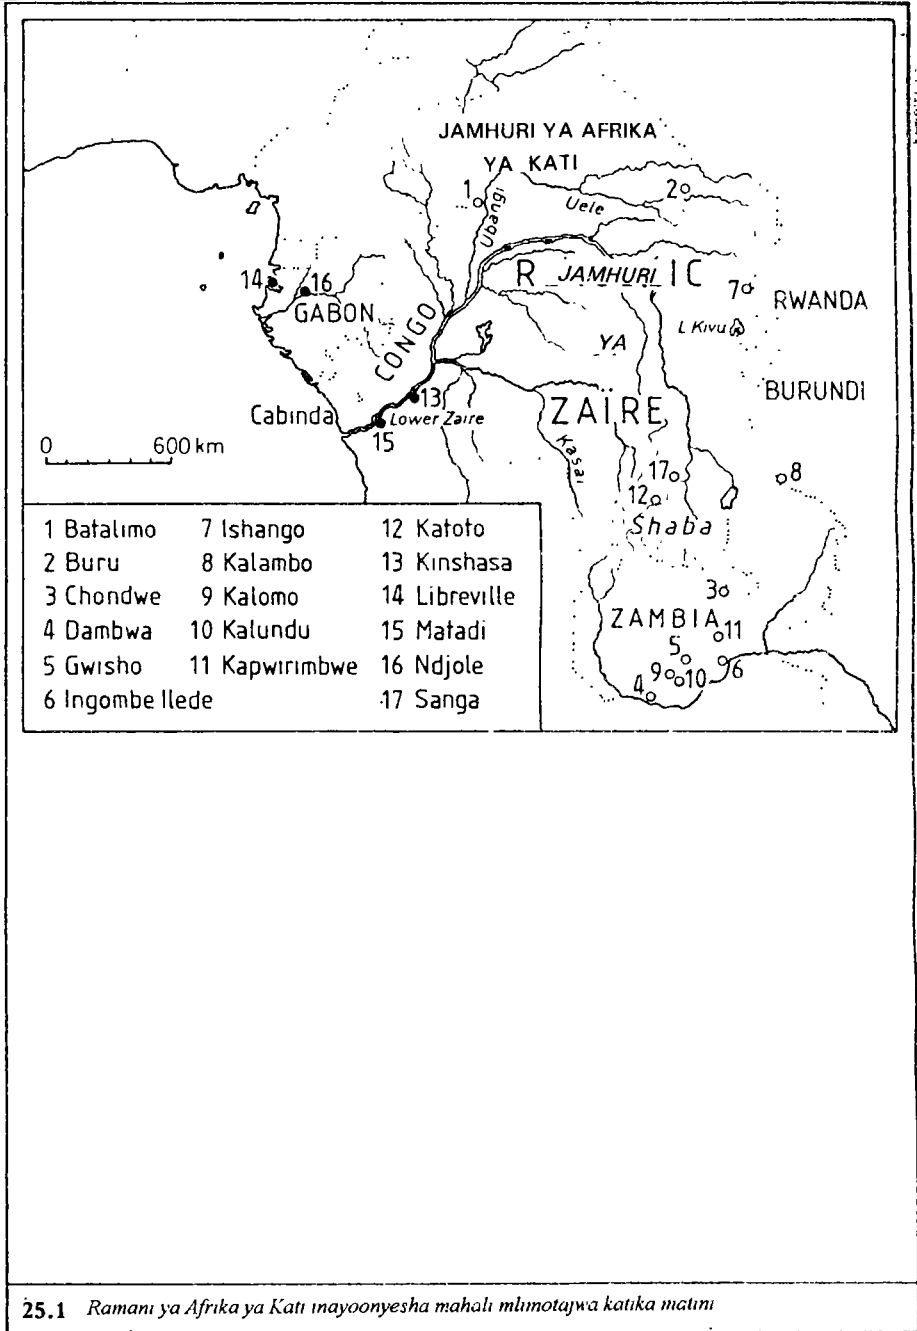 JAMHURI YA AFRIKA
YA KATI
1
2
Ubangi
Uele
R JAMHURI IC
14
16
GABON
CONGO
7
RWANDA
L Kivu
YA
BURUNDI
ZAÏRE
13
Cabinda
Lower Zaïre
15
0 600 km
Kasai
17
8
12
Shaba
3
ZAMBIA
11
5
6
9
10
4
1 Batalimo 7 Ishango 12 Katoto
2 Buru 8 Kalambo 13 Kinshasa
3 Chondwe 9 Kalomo 14 Libreville
4 Dambwa 10 Kalundu 15 Matadi
5 Gwisho 11 Kapwirimbwe 16 Ndjole
6 Ingombe Ilede 17 Sanga
25.1 Ramani ya Afrika ya Kati inayoonyesha mahali mlimotajwa katika matini